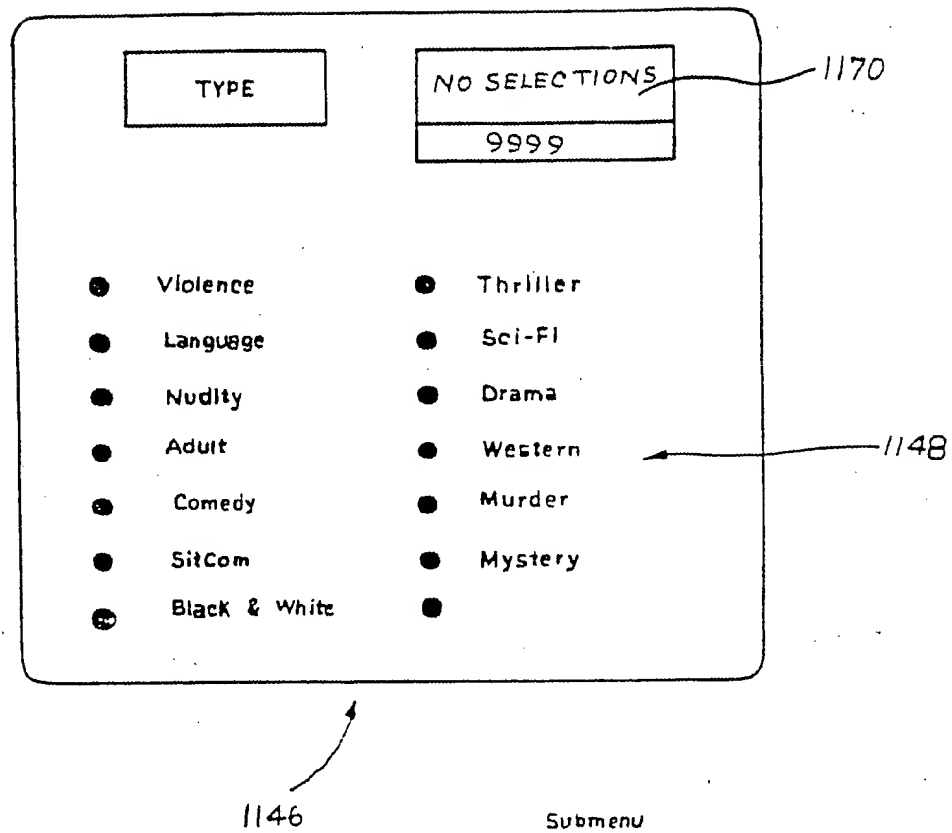 TYPE
NO SELECTIONS
1170
9999
Violence
Language
Nudity
Adult
Comedy
SitCom
Black & White
Thriller
Sci-Fi
Drama
Western
Murder
Mystery
1148
1146
Submenu